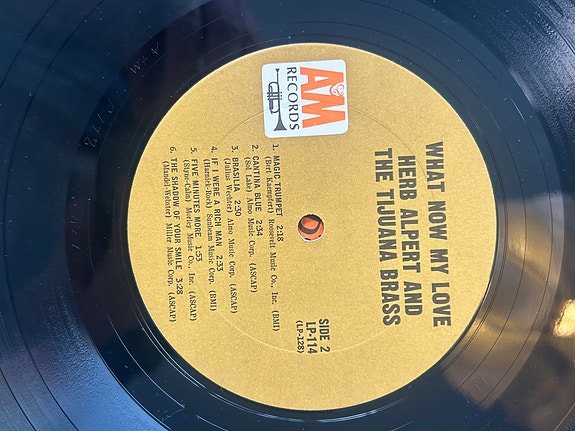 WHAT NOW MY LOVE
HERB ALPERT AND
THE TIJUANA BRASS
A&M
RECORDS
SIDE 2
LP-114
(LP-128)
1. MAGIC TRUMPET 2:18
(Bert Kaempfert) Roosevelt Music Co., Inc. (BMI)
2. CANTINA BLUE 2:34
(Sol Lake) Almo Music Corp. (ASCAP)
3. BRASILIA 2:30
(Julius Wechter) Almo Music Corp. (ASCAP)
4. IF I WERE A RICH MAN 2:33
(Harnick-Bock) Sunbeam Music Corp. (BMI)
5. FIVE MINUTES MORE 1:53
(Styne-Cahn) Morley Music Co., Inc. (ASCAP)
6. THE SHADOW OF YOUR SMILE 3:28
(Mandel-Webster) Miller Music Corp. (ASCAP)